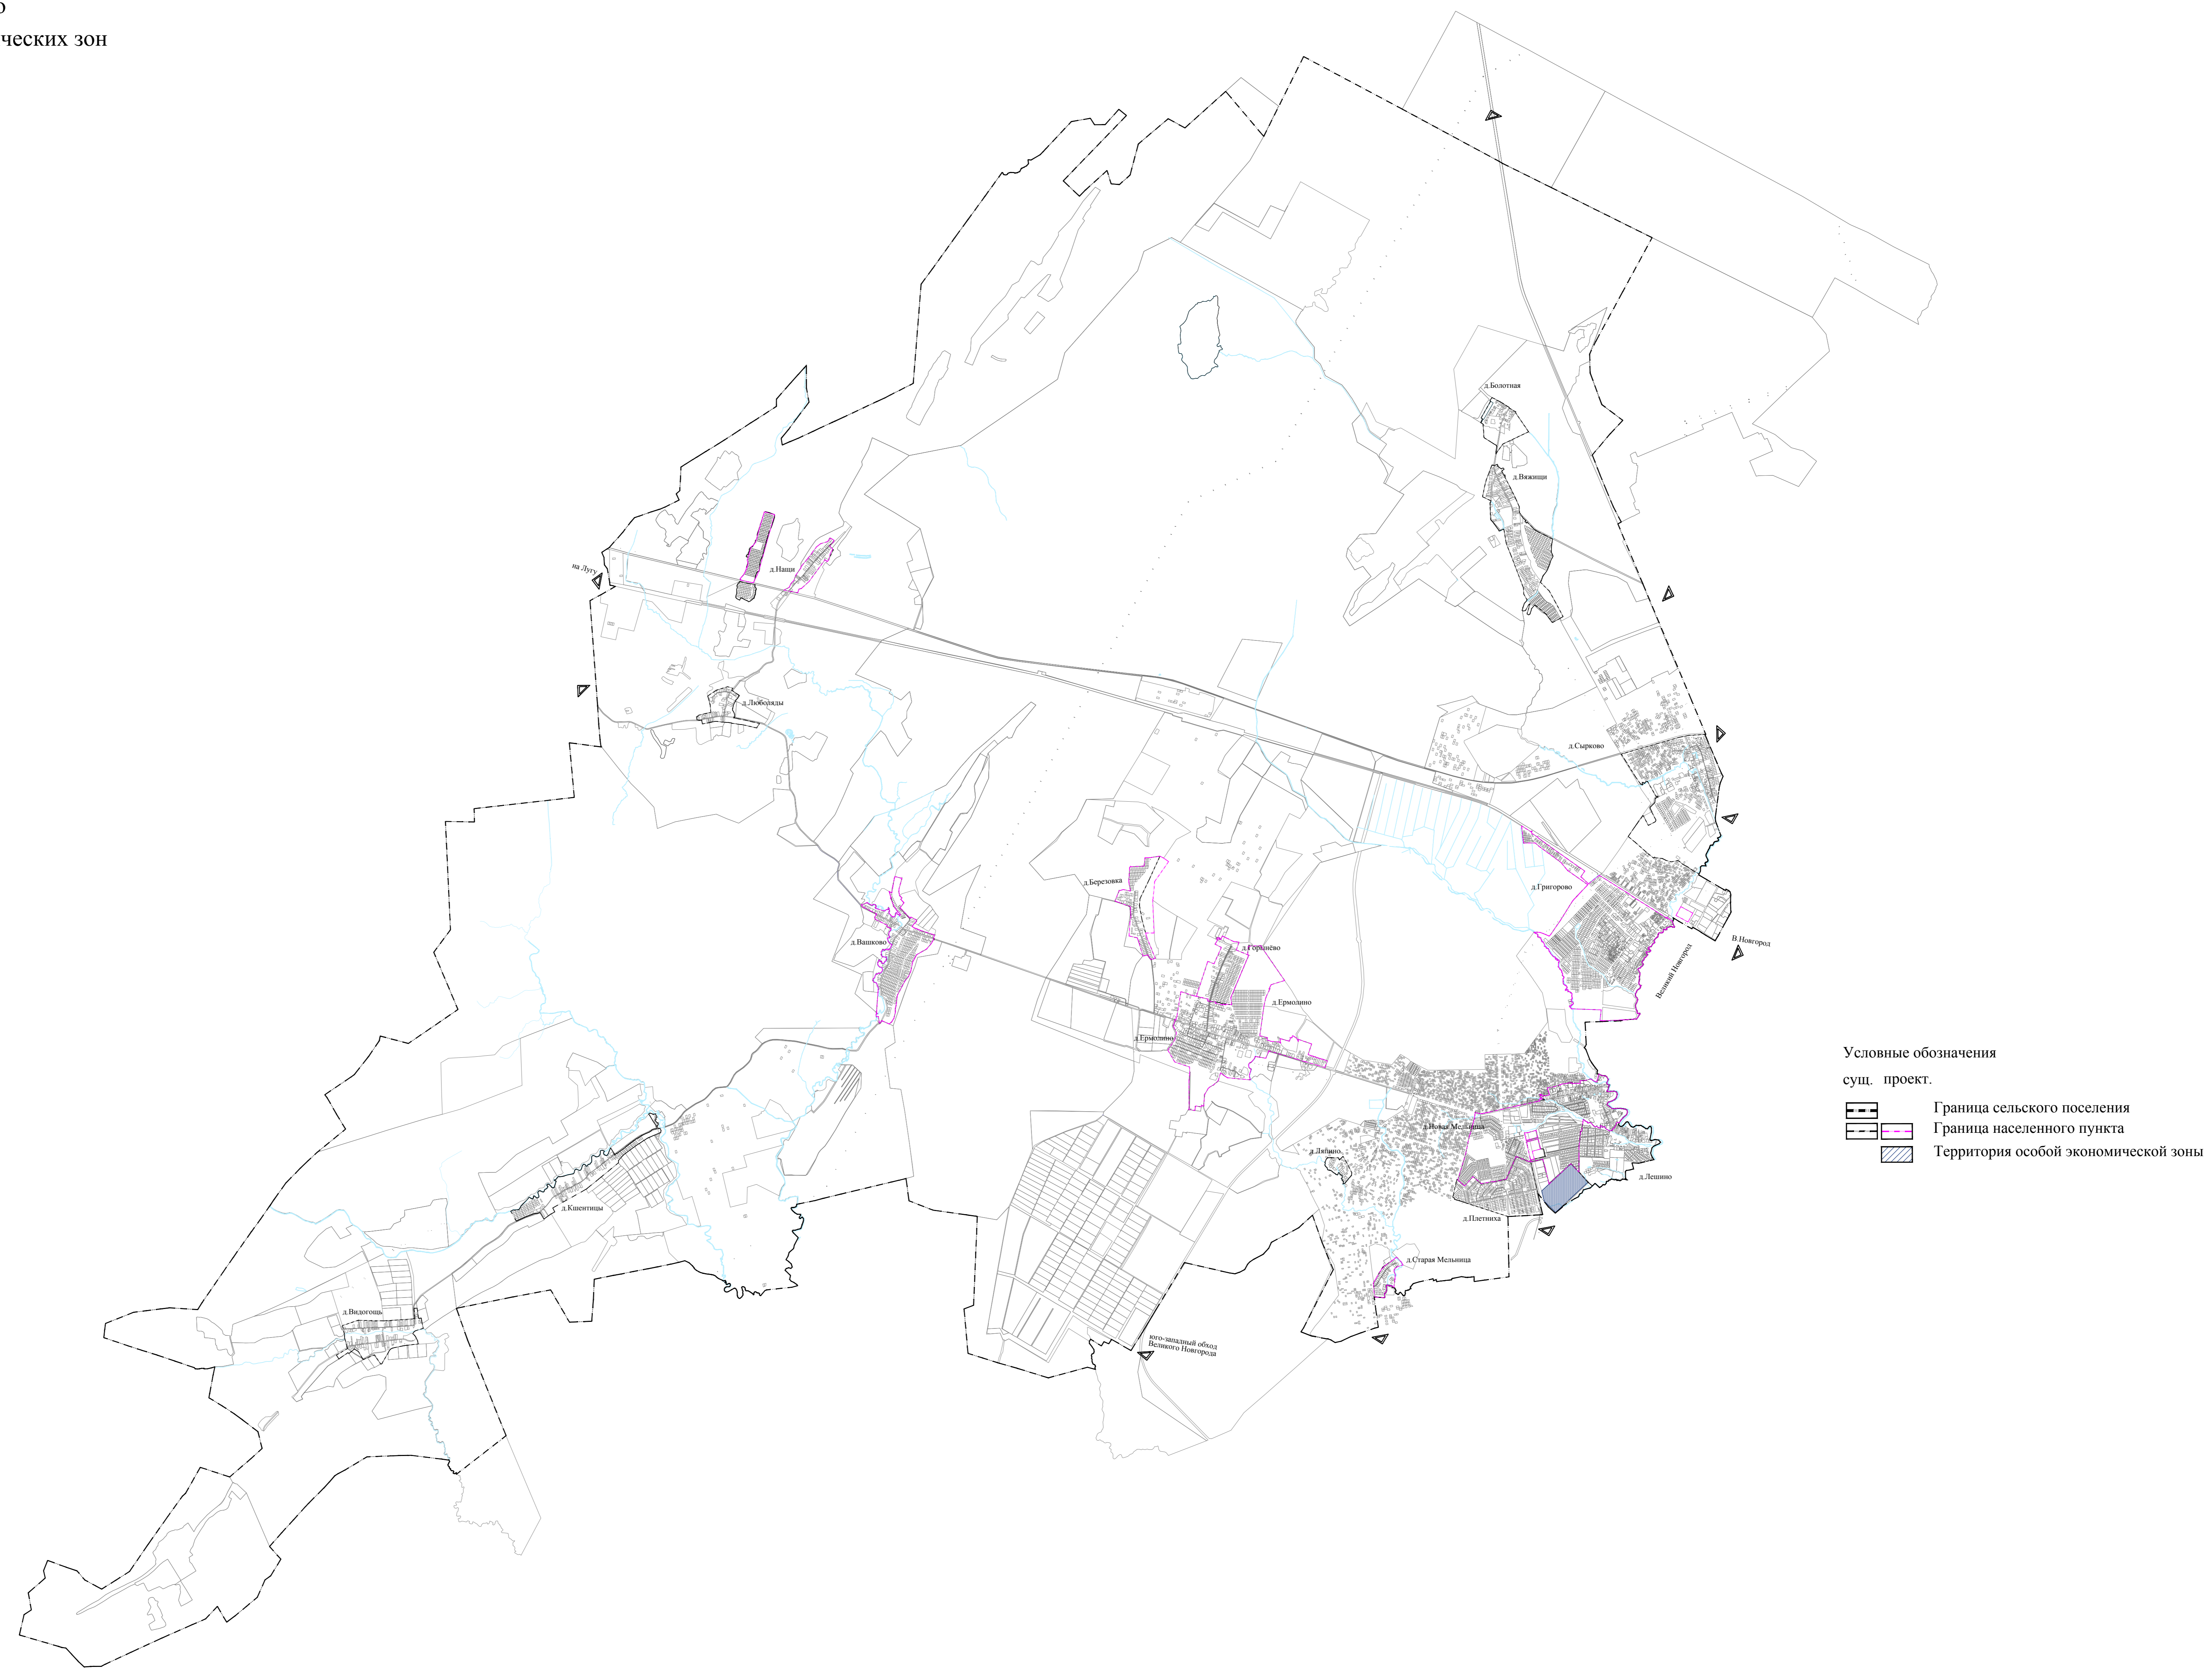 о
ческих зон
д.Болотная
д.Вяжищи
на Лугу
д.Наши
д.Люболяды
д.Сырково
д.Березовка
д.Григорово
д.Вашково
д.Горынёво
В.Новгород
Великий Новгород
д.Ермолино
д.Ермолино
Условные обозначения
сущ. проект.
Граница сельского поселения
Граница населенного пункта
Территория особой экономической зоны
д.Новая Мельница
д.Ляпино
д.Лешино
д.Кшентицы
д.Плетниха
д.Старая Мельница
д.Видогощь
юго-западный обход
Великого Новгорода